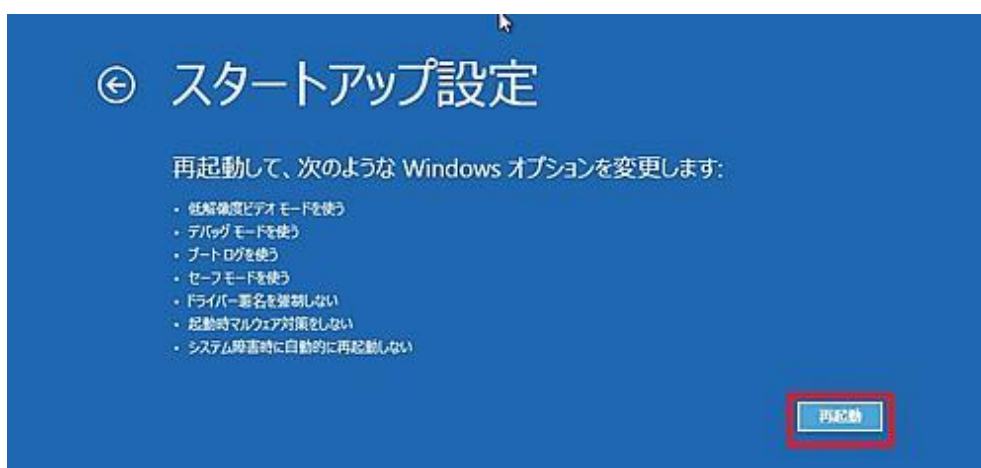 スタートアップ設定
再起動して、次のような Windows オプションを変更します:
• 低解像度ビデオ モードを使う
• デバッグ モードを使う
• ブート ログを使う
• セーフ モードを使う
• ドライバー署名を強制しない
• 起動時マルウェア対策をしない
• システム障害時に自動的に再起動しない
再起動